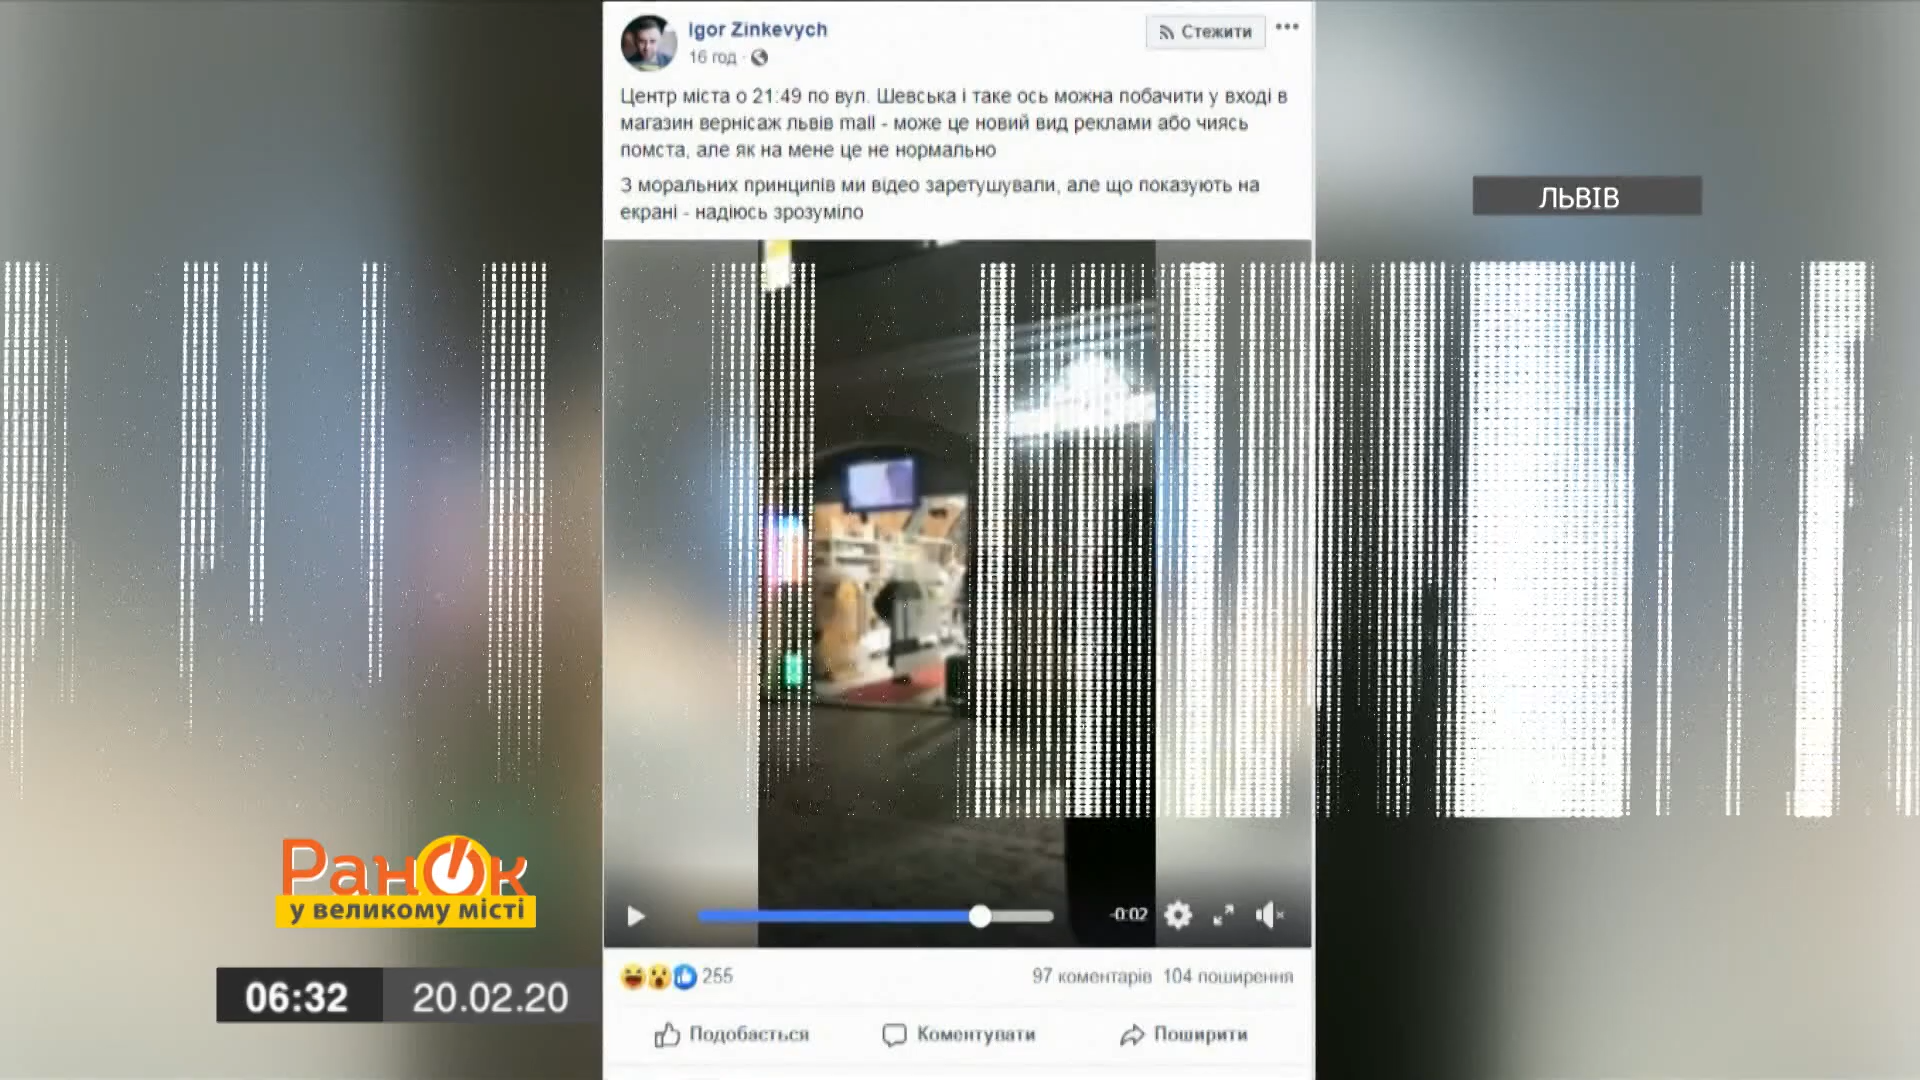 Igor Zinkevych
16 год
Стежити
Центр міста о 21:49 по вул. Шевська і таке ось можна побачити у вході в
магазин вернісаж львів mall - може це новий вид реклами або чиясь
помста, але як на мене це не нормально
З моральних принципів ми відео заретушували, але що показують на
екрані - надіюсь зрозуміло
ЛЬВІВ
Ранок
у великому місті
-0:02
06:32 20.02.20
255
97 коментарів 104 поширення
Подобається
Коментувати
Поширити